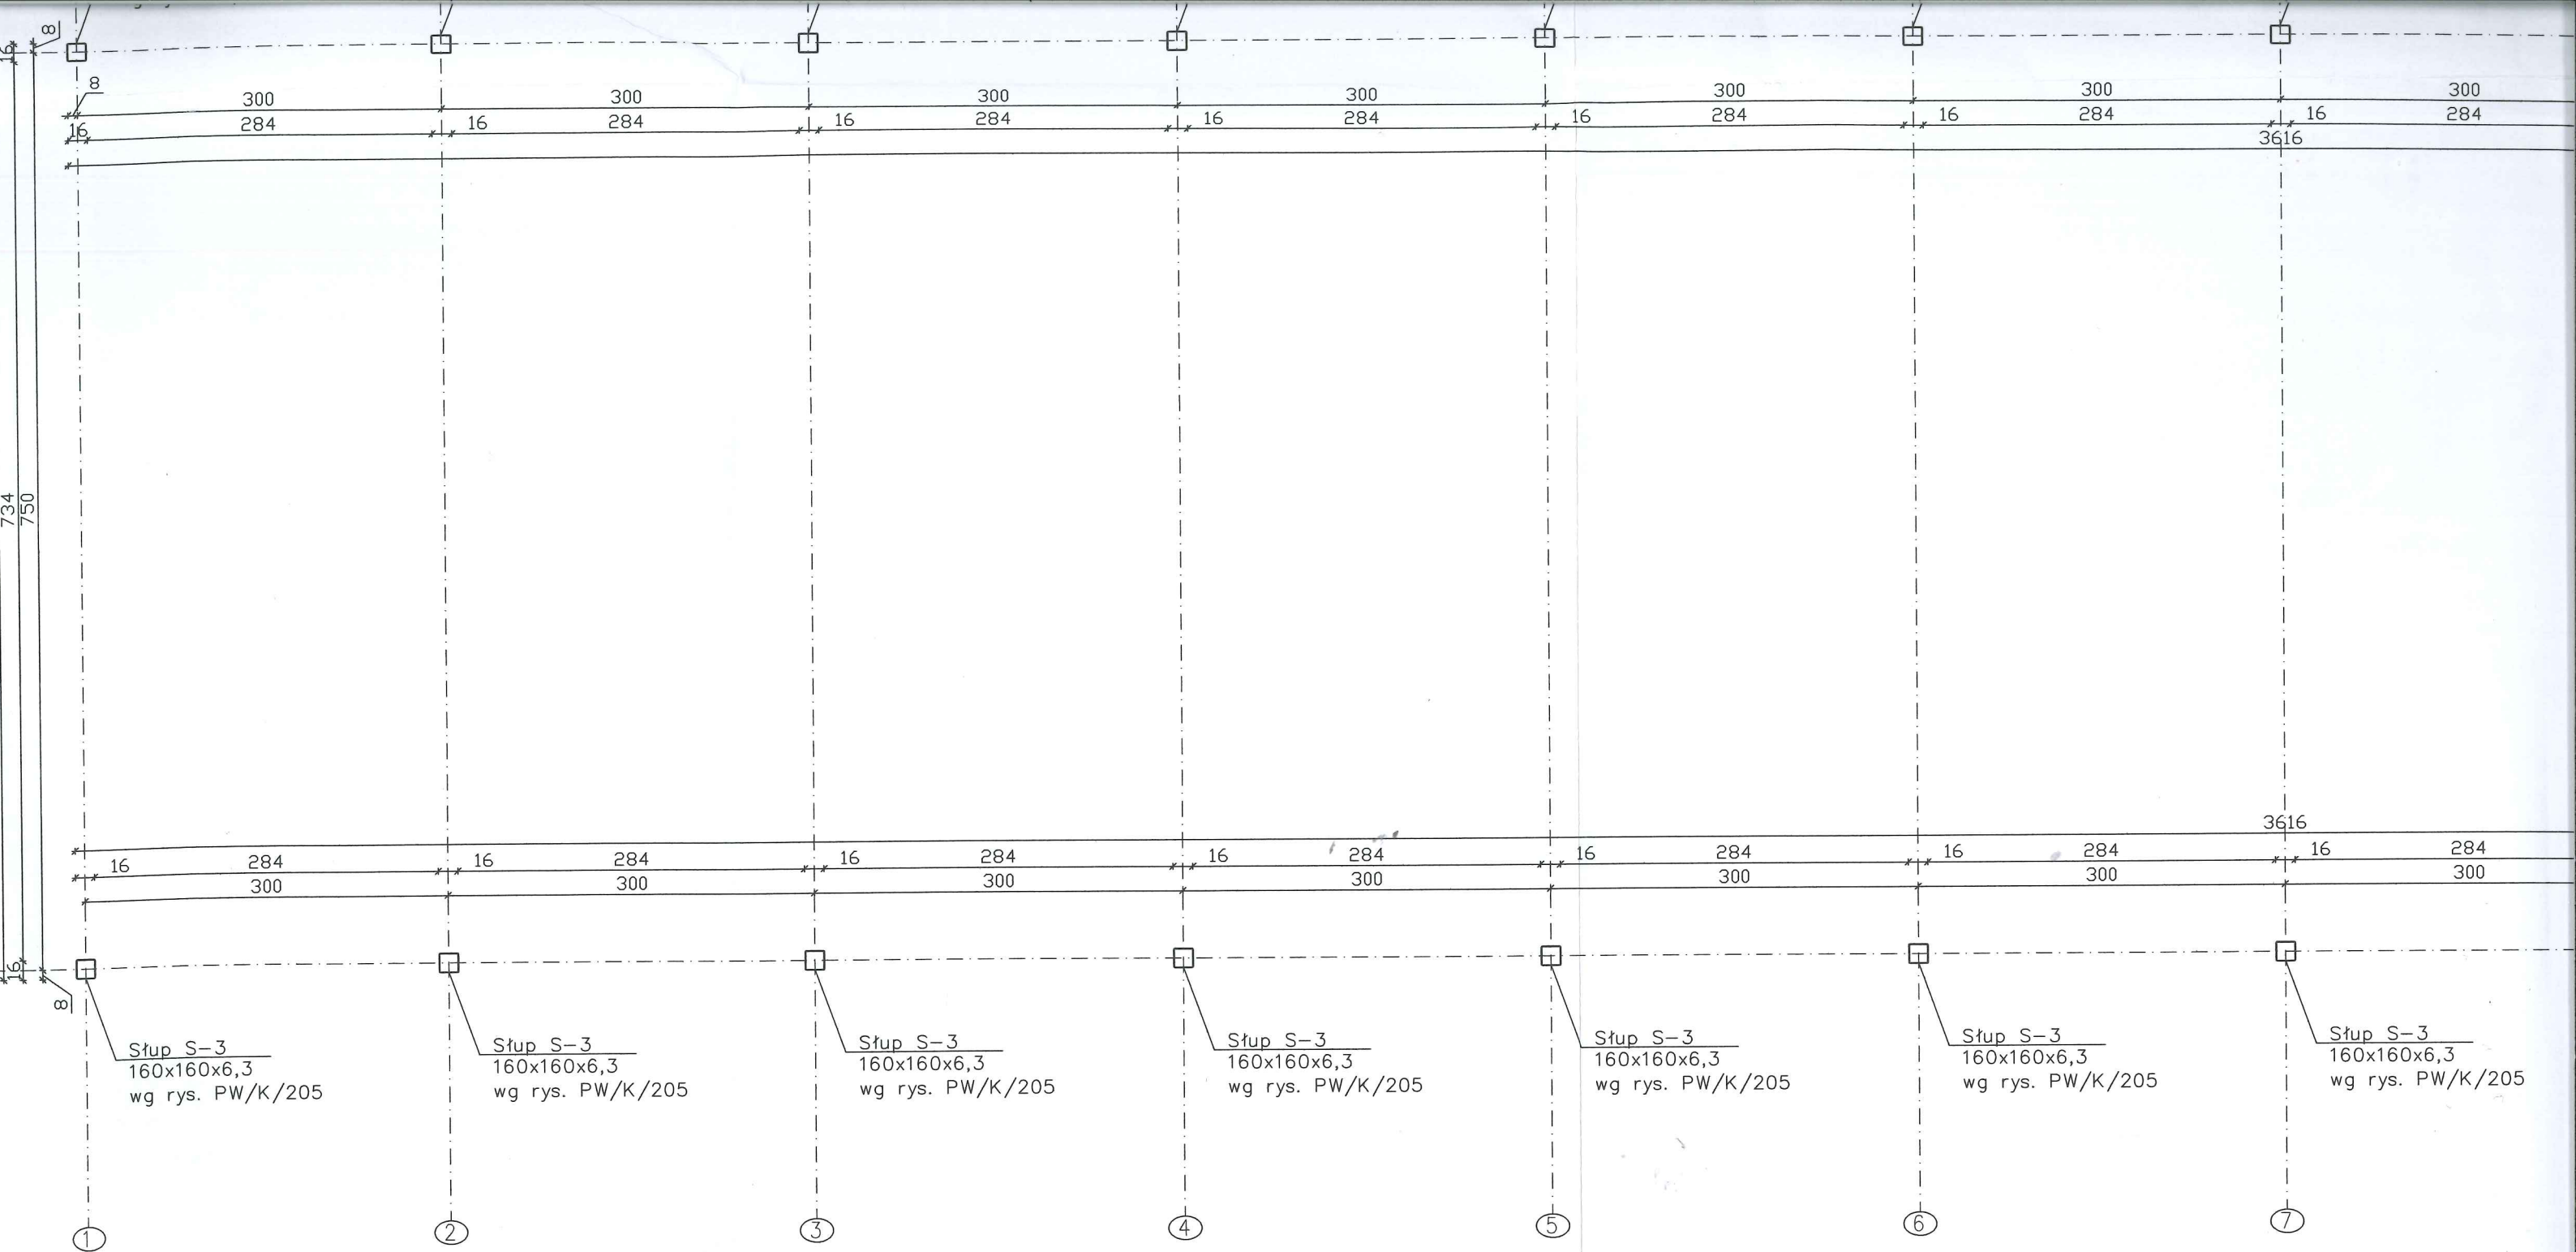 8
16
8
300 300 300 300 300 300 300
16 284 16 284 16 284 16 284 16 284 16 284 16 284
3616
734
750
3616
16 284 16 284 16 284 16 284 16 284 16 284 16 284
300 300 300 300 300 300 300
16
8
Słup S-3
160x160x6,3
wg rys. PW/K/205
Słup S-3
160x160x6,3
wg rys. PW/K/205
Słup S-3
160x160x6,3
wg rys. PW/K/205
Słup S-3
160x160x6,3
wg rys. PW/K/205
Słup S-3
160x160x6,3
wg rys. PW/K/205
Słup S-3
160x160x6,3
wg rys. PW/K/205
Słup S-3
160x160x6,3
wg rys. PW/K/205
1 2 3 4 5 6 7